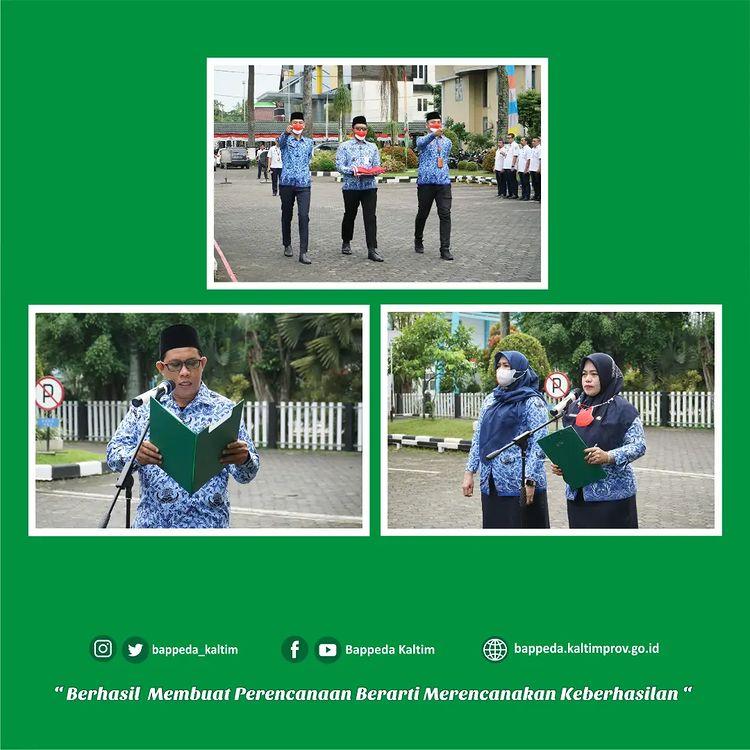 P
P
bappeda_kaltim
Bappeda Kaltim
bappeda.kaltimprov.go.id
“ Berhasil Membuat Perencanaan Berarti Merencanakan Keberhasilan “